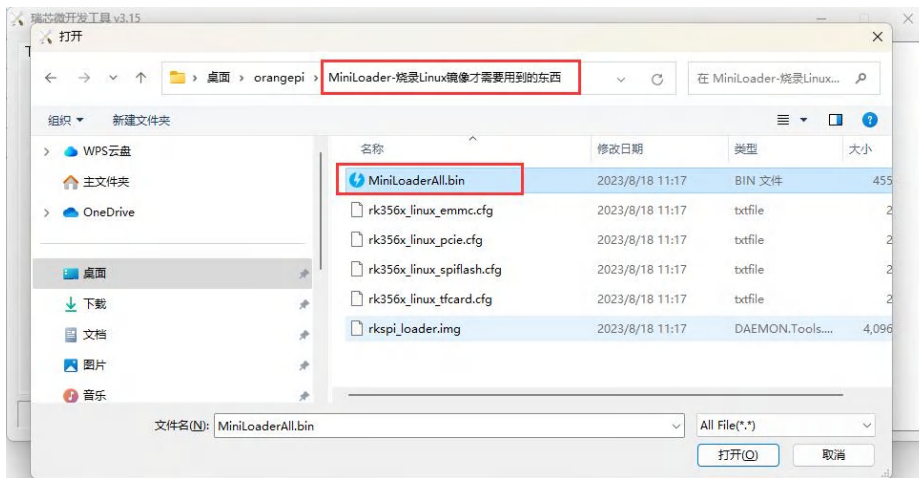 瑞芯微开发工具 v3.15
打开
桌面 › orangepi › MiniLoader-烧录Linux镜像才需要用到的东西
在 MiniLoader-烧录Linux...
组织 新建文件夹
名称 修改日期 类型 大小
WPS云盘
主文件夹
OneDrive
桌面
下载
文档
图片
音乐
MiniLoaderAll.bin 2023/8/18 11:17 BIN 文件 455
rk356x_linux_emmc.cfg 2023/8/18 11:17 txtfile 2
rk356x_linux_pcie.cfg 2023/8/18 11:17 txtfile 2
rk356x_linux_spiflash.cfg 2023/8/18 11:17 txtfile 2
rk356x_linux_tfcard.cfg 2023/8/18 11:17 txtfile 2
rkspi_loader.img 2023/8/18 11:17 DAEMON.Tools.... 4,096
文件名(N): MiniLoaderAll.bin
All File(*.*)
打开(O) 取消